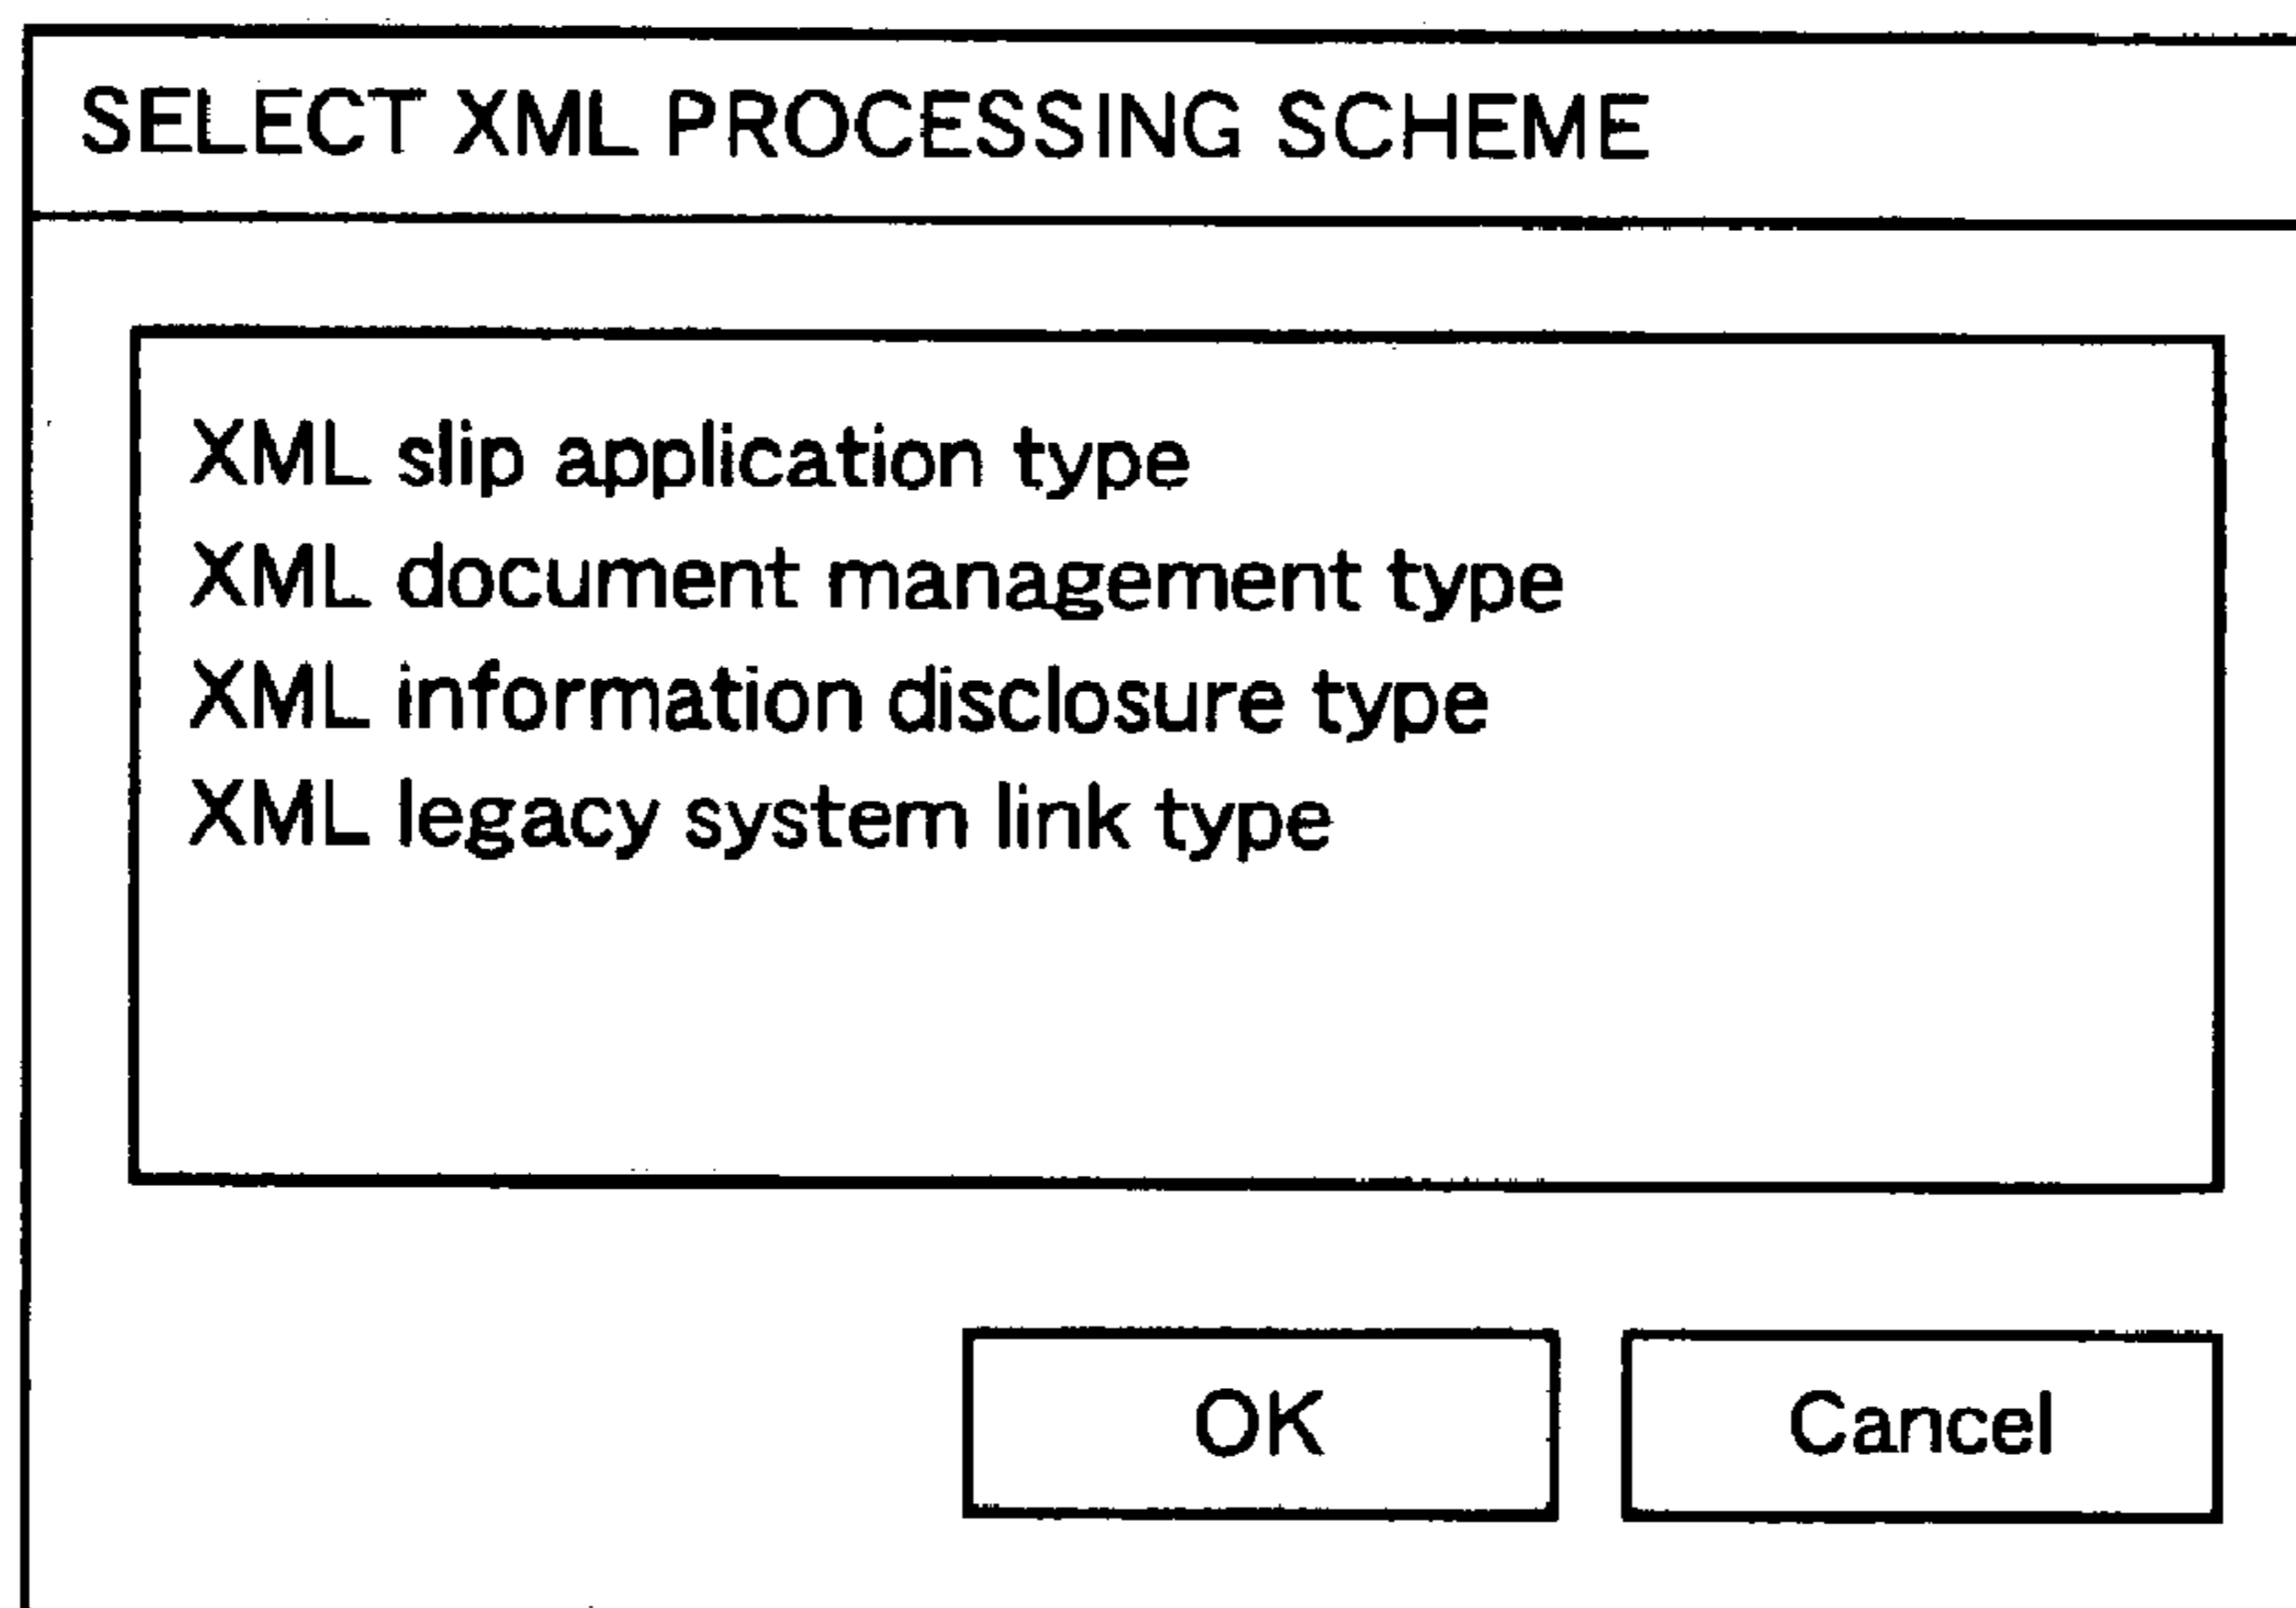 SELECT XML PROCESSING SCHEME
XML slip application type
XML document management type
XML information disclosure type
XML legacy system link type
OK
Cancel